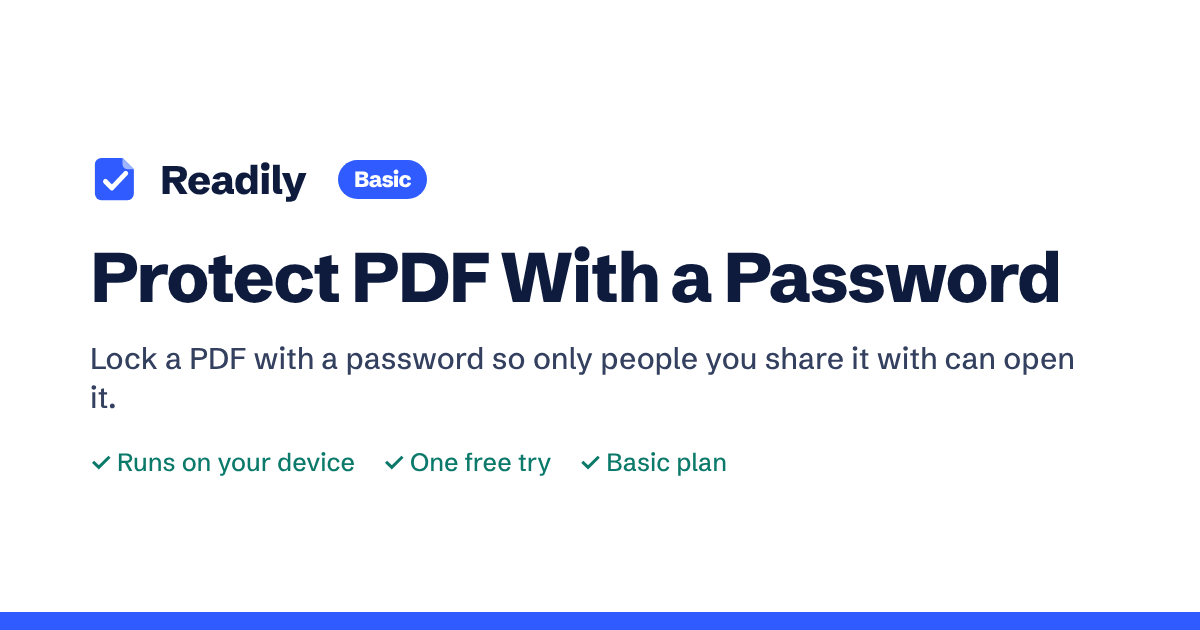 Readily Basic
Protect PDF With a Password
Lock a PDF with a password so only people you share it with can open
it.
Runs on your device One free try Basic plan